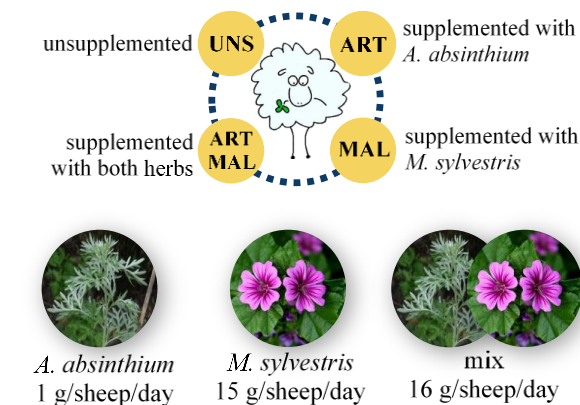 unsupplemented
UNS
ART
supplemented with
A. absinthium
supplemented
with both herbs
ART
MAL
MAL
supplemented with
M. sylvestris
A. absinthium
1 g/sheep/day
M. sylvestris
15 g/sheep/day
mix
16 g/sheep/day